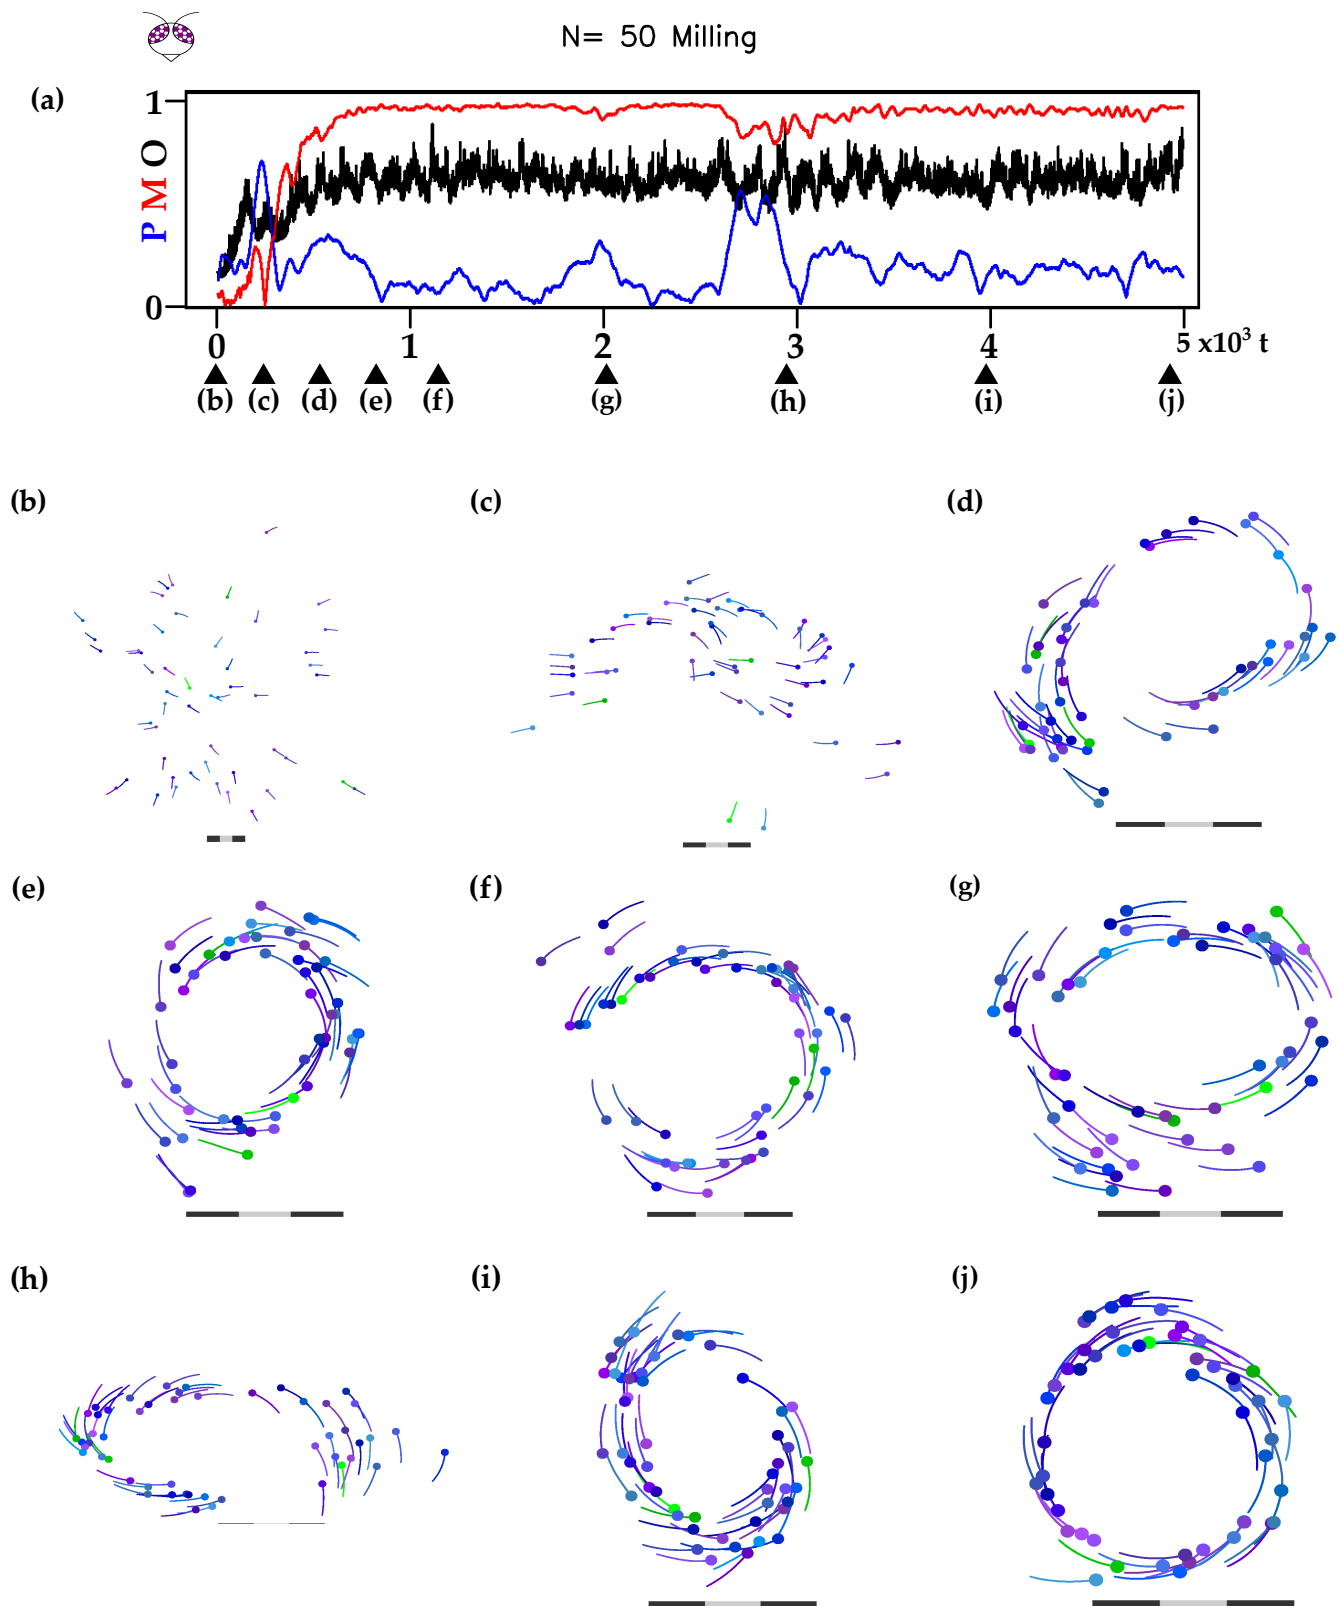 N= 50 Milling
(a)
1
P M O
0
0 1 2 3 4 5 x10³ t
(b) (c) (d) (e) (f) (g) (h) (i) (j)
(b) (c) (d)
(e) (f) (g)
(h) (i) (j)